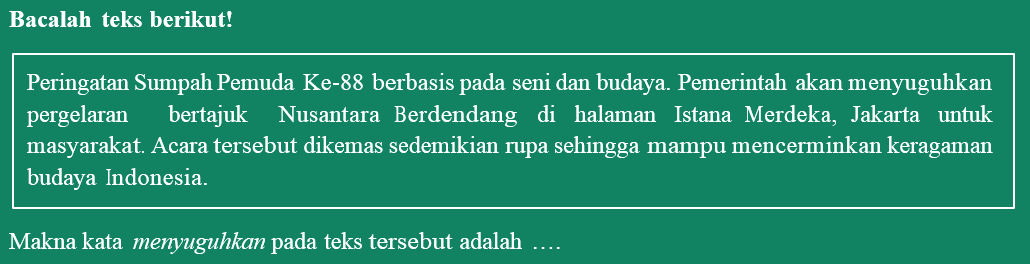 Bacalah teks berikut!
Peringatan Sumpah Pemuda Ke-88 berbasis pada seni dan budaya. Pemerintah akan menyuguhkan
pergelaran bertajuk Nusantara Berdendang di halaman Istana Merdeka, Jakarta untuk
masyarakat. Acara tersebut dikemas sedemikian rupa sehingga mampu mencerminkan keragaman
budaya Indonesia.
Makna kata menyuguhkan pada teks tersebut adalah ....